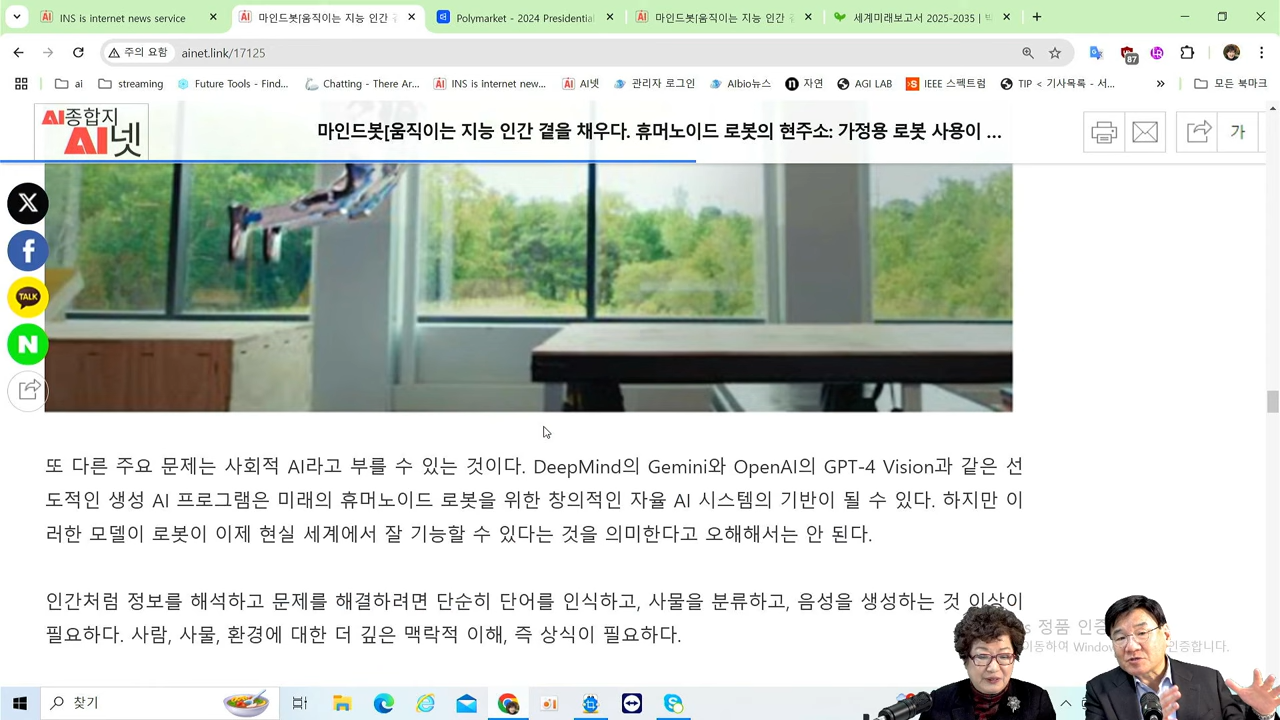 INS is internet news service
마인드봇[움직이는 지능 인간 곁
Polymarket - 2024 Presidential
마인드봇[움직이는 지능 인간 곁
세계미래보고서 2025-2035 |
주의 요함
ainet.link/17125
87
ai
streaming
Future Tools - Find...
Chatting - There Ar...
INS is internet new...
AI넷
관리자 로그인
AIbio뉴스
자연
AGI LAB
IEEE 스펙트럼
TIP < 기사목록 - 서...
모든 북마크
AI종합지
AI넷
마인드봇[움직이는 지능 인간 곁을 채우다. 휴머노이드 로봇의 현주소: 가정용 로봇 사용이 ...
가
TALK
N
또 다른 주요 문제는 사회적 AI라고 부를 수 있는 것이다. DeepMind의 Gemini와 OpenAI의 GPT-4 Vision과 같은 선
도적인 생성 AI 프로그램은 미래의 휴머노이드 로봇을 위한 창의적인 자율 AI 시스템의 기반이 될 수 있다. 하지만 이
러한 모델이 로봇이 이제 현실 세계에서 잘 기능할 수 있다는 것을 의미한다고 오해해서는 안 된다.
인간처럼 정보를 해석하고 문제를 해결하려면 단순히 단어를 인식하고, 사물을 분류하고, 음성을 생성하는 것 이상이
필요하다. 사람, 사물, 환경에 대한 더 깊은 맥락적 이해, 즉 상식이 필요하다.
정품 인증
이동하여 Window
인증합니다.
찾기